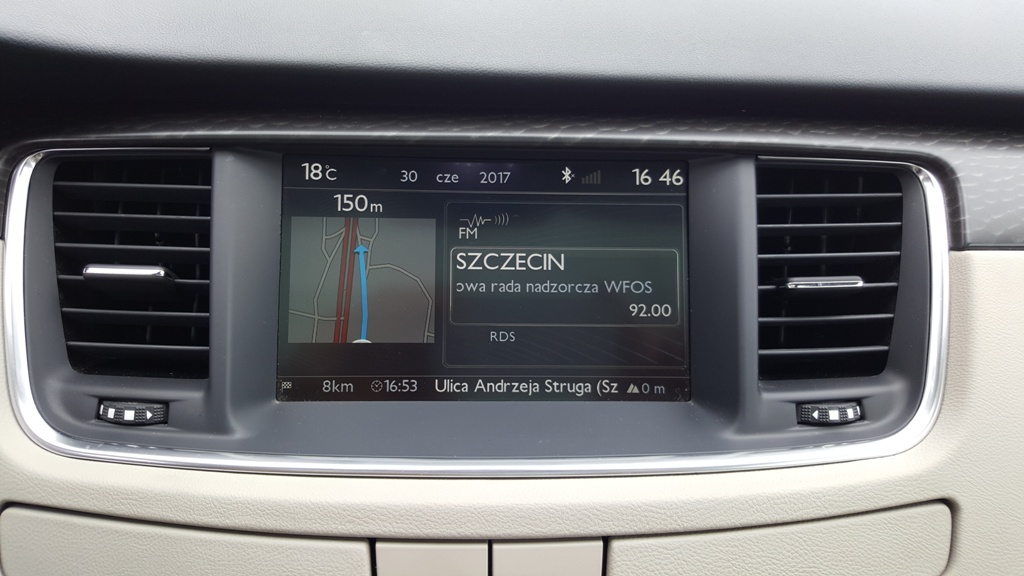 18°C 30 cze 2017 16 46
150m
FM
SZCZECIN
owa rada nadzorcza WFOS
92.00
RDS
8km 16:53 Ulica Andrzeja Struga (Sz 0 m